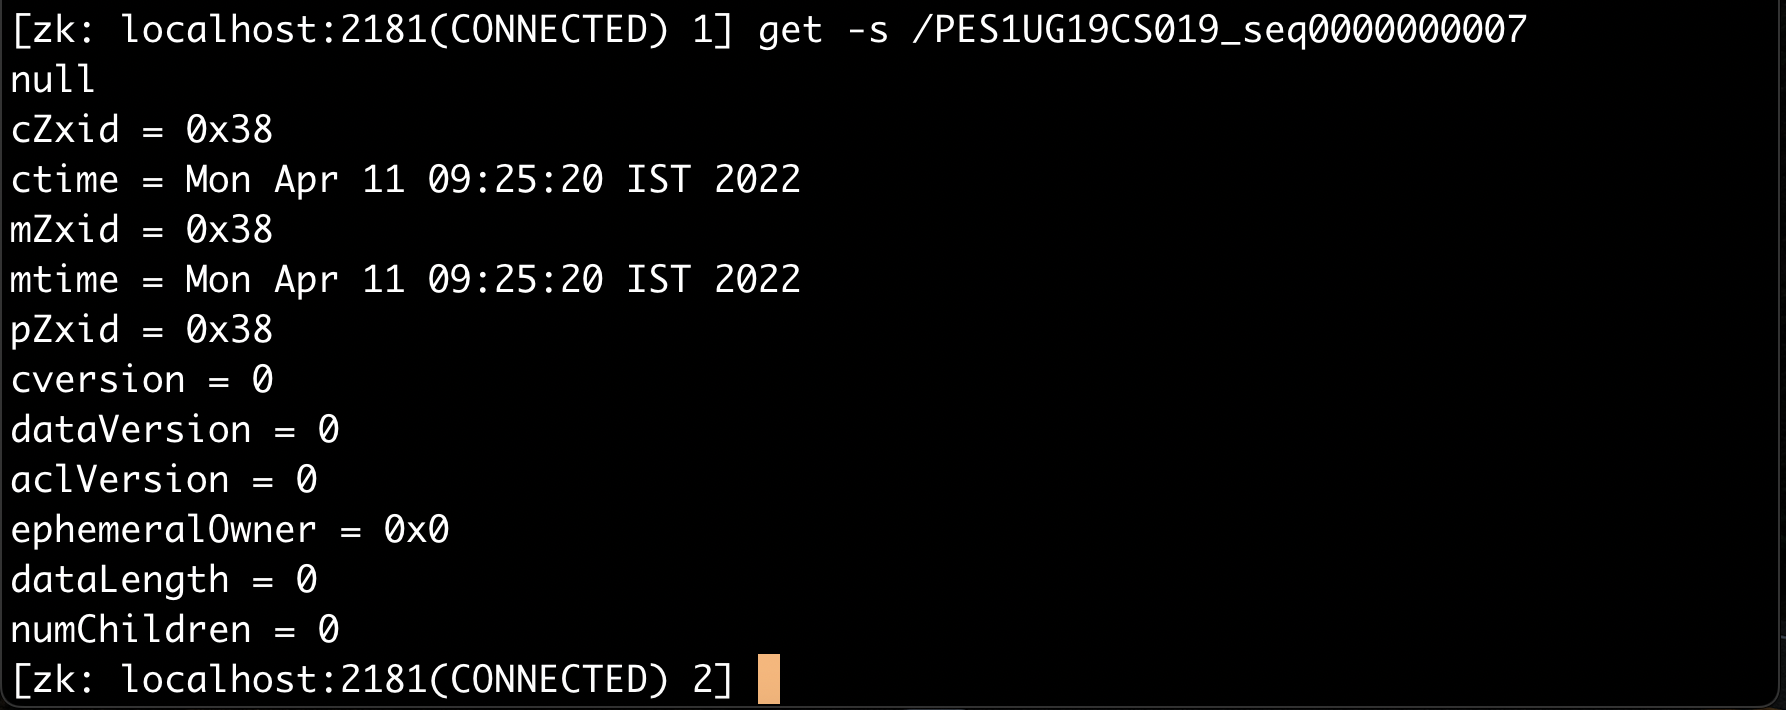 [zk: localhost:2181(CONNECTED) 1] get -s /PES1UG19CS019_seq0000000007
null
cZxid = 0x38
ctime = Mon Apr 11 09:25:20 IST 2022
mZxid = 0x38
mtime = Mon Apr 11 09:25:20 IST 2022
pZxid = 0x38
cversion = 0
dataVersion = 0
aclVersion = 0
ephemeralOwner = 0x0
dataLength = 0
numChildren = 0
[zk: localhost:2181(CONNECTED) 2]